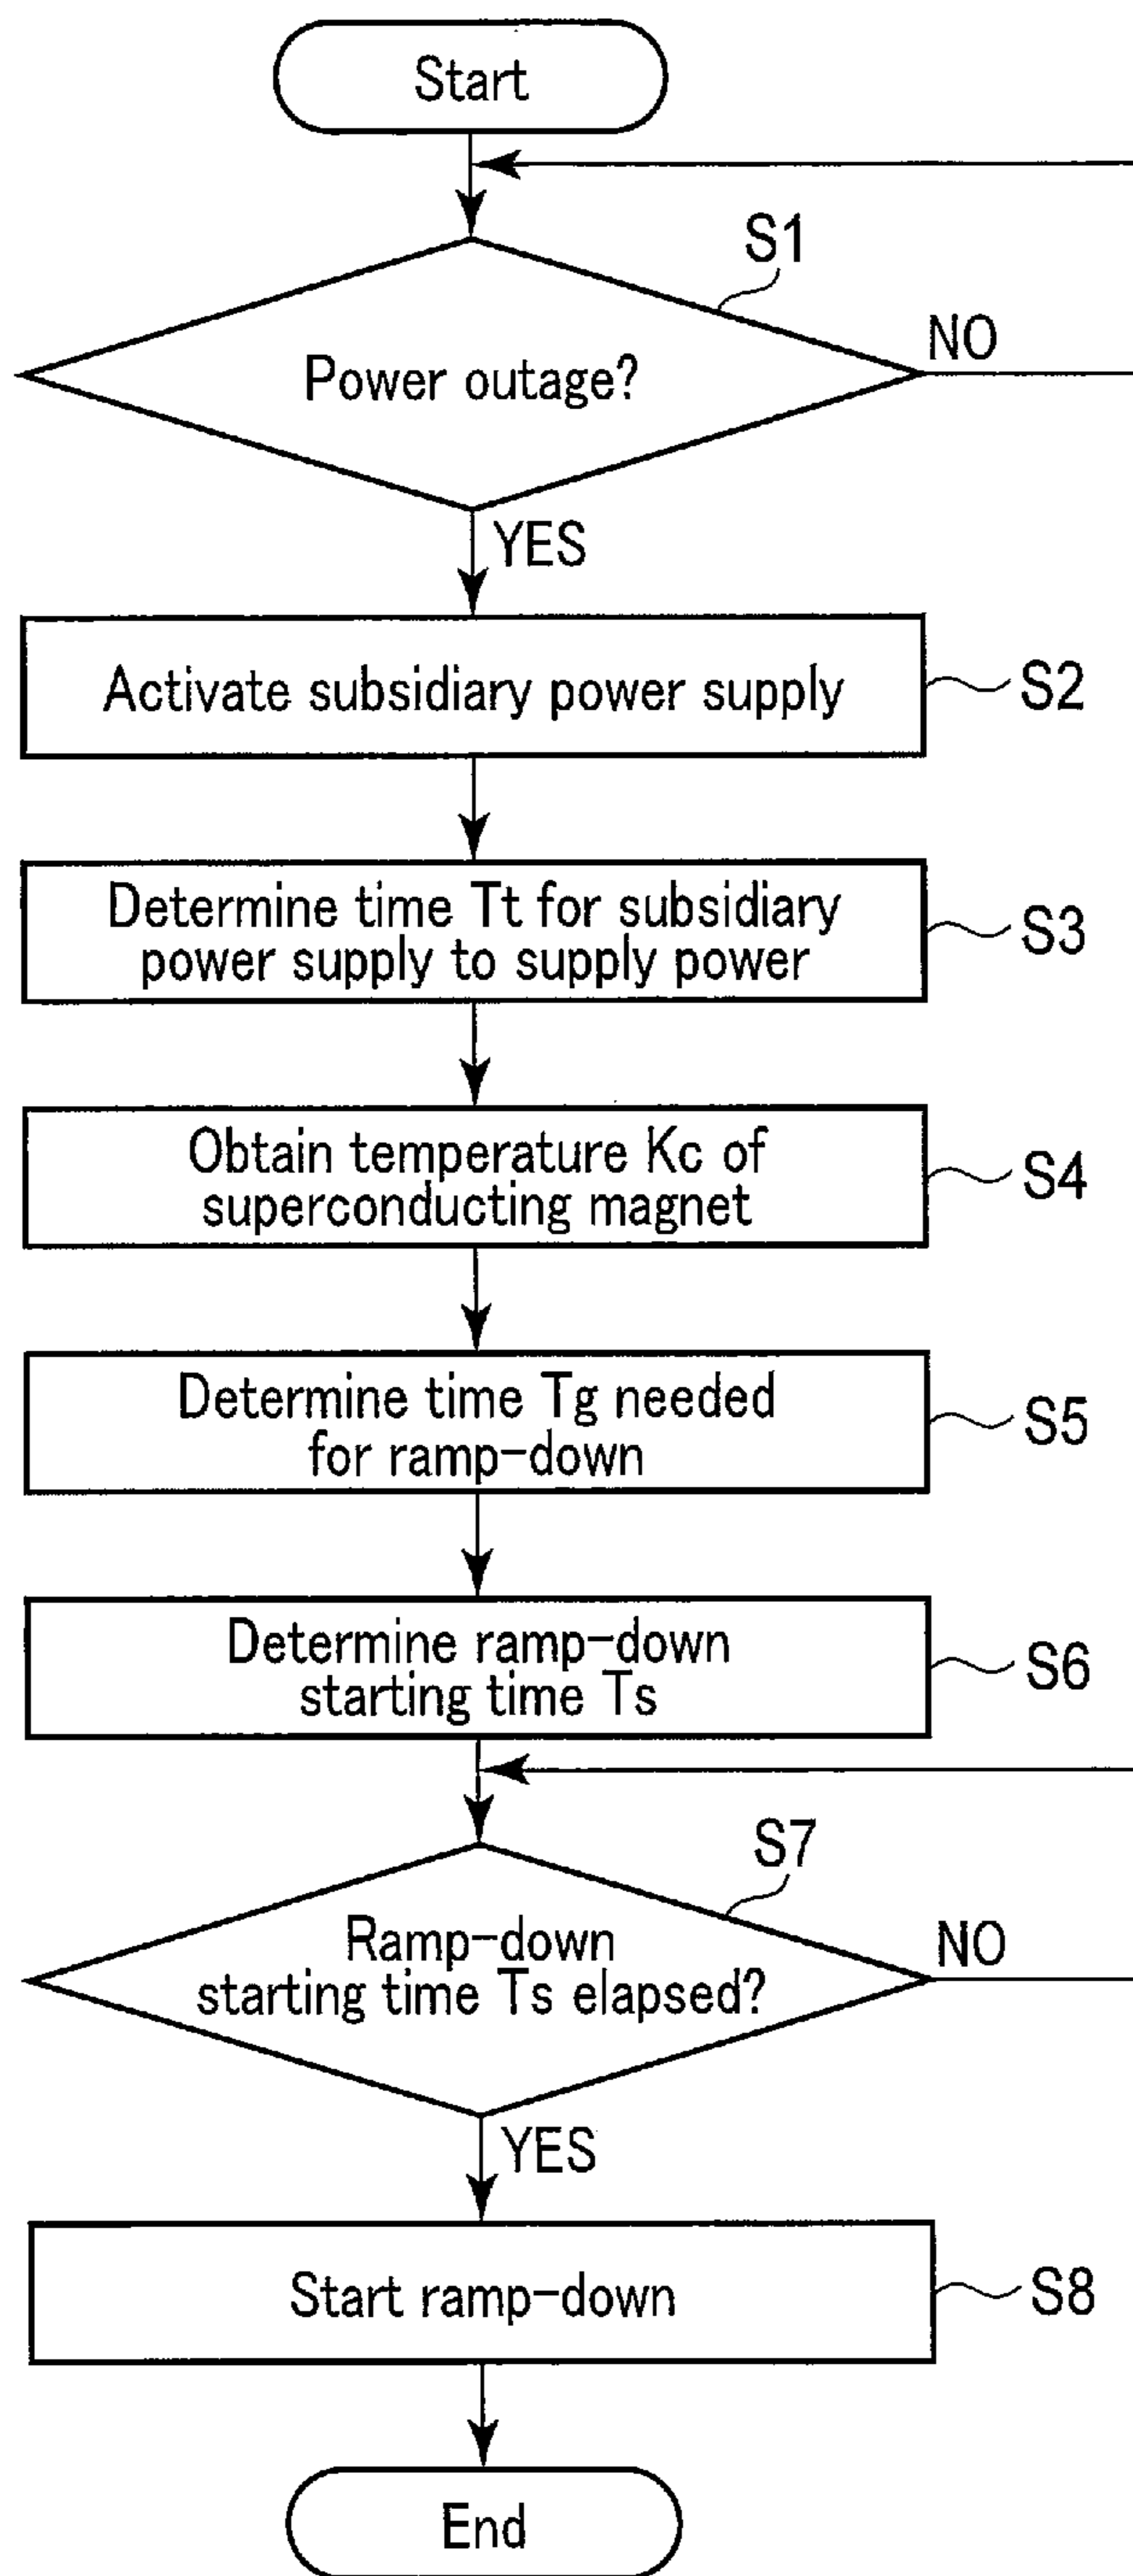 Start
S1
Power outage?
NO
YES
Activate subsidiary power supply
S2
Determine time Tt for subsidiary
power supply to supply power
S3
Obtain temperature Kc of
superconducting magnet
S4
Determine time Tg needed
for ramp-down
S5
Determine ramp-down
starting time Ts
S6
S7
Ramp-down
starting time Ts elapsed?
NO
YES
Start ramp-down
S8
End